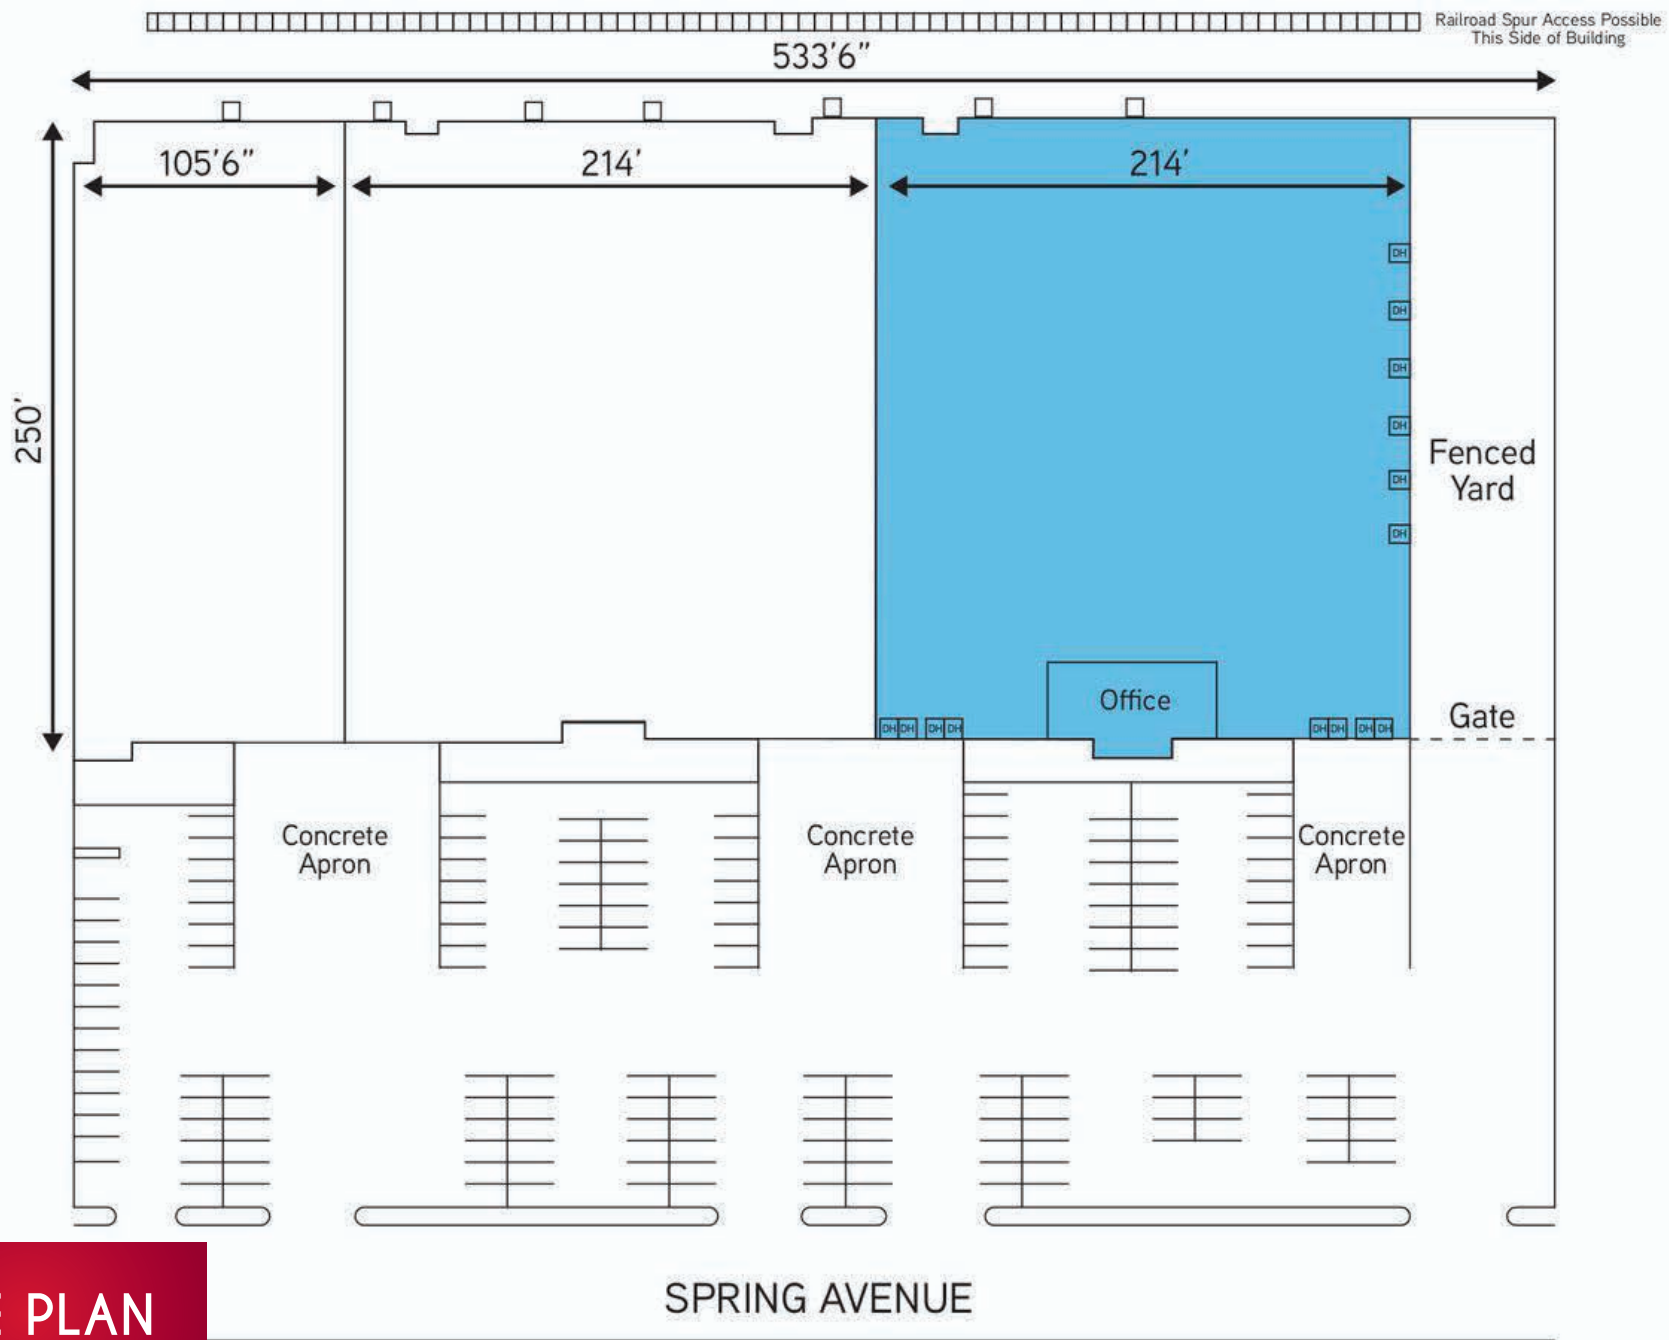 Railroad Spur Access Possible
This Side of Building
533'6"
105'6"
214'
214'
250'
DH
DH
DH
DH
DH
DH
Fenced
Yard
Office
Gate
DH DH DH DH
DH DH DH DH
Concrete
Apron
Concrete
Apron
Concrete
Apron
SPRING AVENUE
PLAN